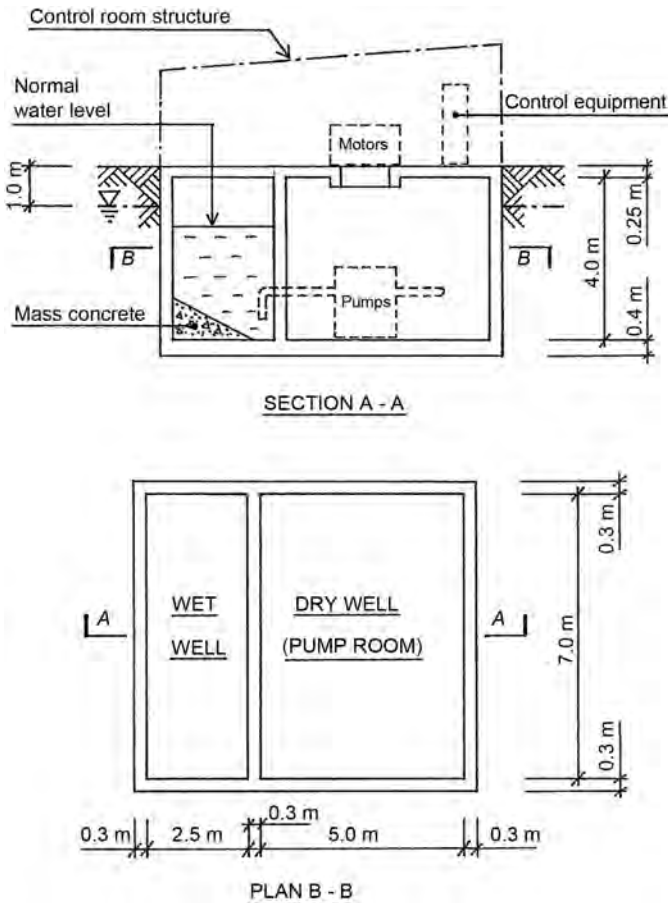 Control room structure
Normal
water level
Control equipment
Motors
1.0 m
0.25 m
B
B
4.0 m
Pumps
Mass concrete
0.4 m
SECTION A - A
0.3 m
WET
WELL
DRY WELL
(PUMP ROOM)
A
A
7.0 m
0.3 m
0.3 m
0.3 m
2.5 m
5.0 m
0.3 m
PLAN B - B